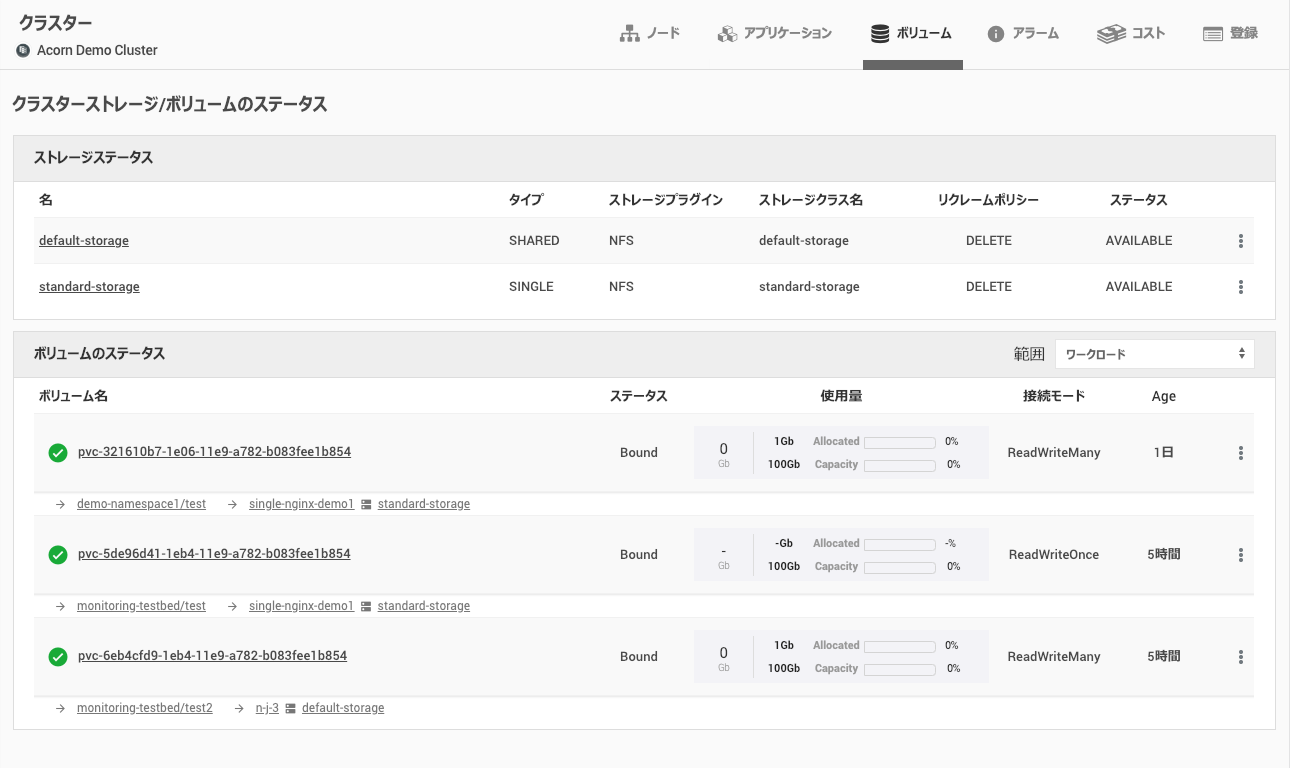 クラスター
Acorn Demo Cluster
ノード アプリケーション ボリューム アラーム コスト 登録
クラスターストレージ/ボリュームのステータス
ストレージステータス
名 タイプ ストレージプラグイン ストレージクラス名 リクレームポリシー ステータス
default-storage SHARED NFS default-storage DELETE AVAILABLE
standard-storage SINGLE NFS standard-storage DELETE AVAILABLE
ボリュームのステータス 範囲 ワークロード
ボリューム名 ステータス 使用量 接続モード Age
pvc-321610b7-1e06-11e9-a782-b083fee1b854 Bound 0 Gb 1Gb Allocated 0% 100Gb Capacity 0% ReadWriteMany 1日
→ demo-namespace1/test → single-nginx-demo1 standard-storage
pvc-5de96d41-1eb4-11e9-a782-b083fee1b854 Bound - Gb -Gb Allocated -% 100Gb Capacity 0% ReadWriteOnce 5時間
→ monitoring-testbed/test → single-nginx-demo1 standard-storage
pvc-6eb4cfd9-1eb4-11e9-a782-b083fee1b854 Bound 0 Gb 1Gb Allocated 0% 100Gb Capacity 0% ReadWriteMany 5時間
→ monitoring-testbed/test2 → n-j-3 default-storage